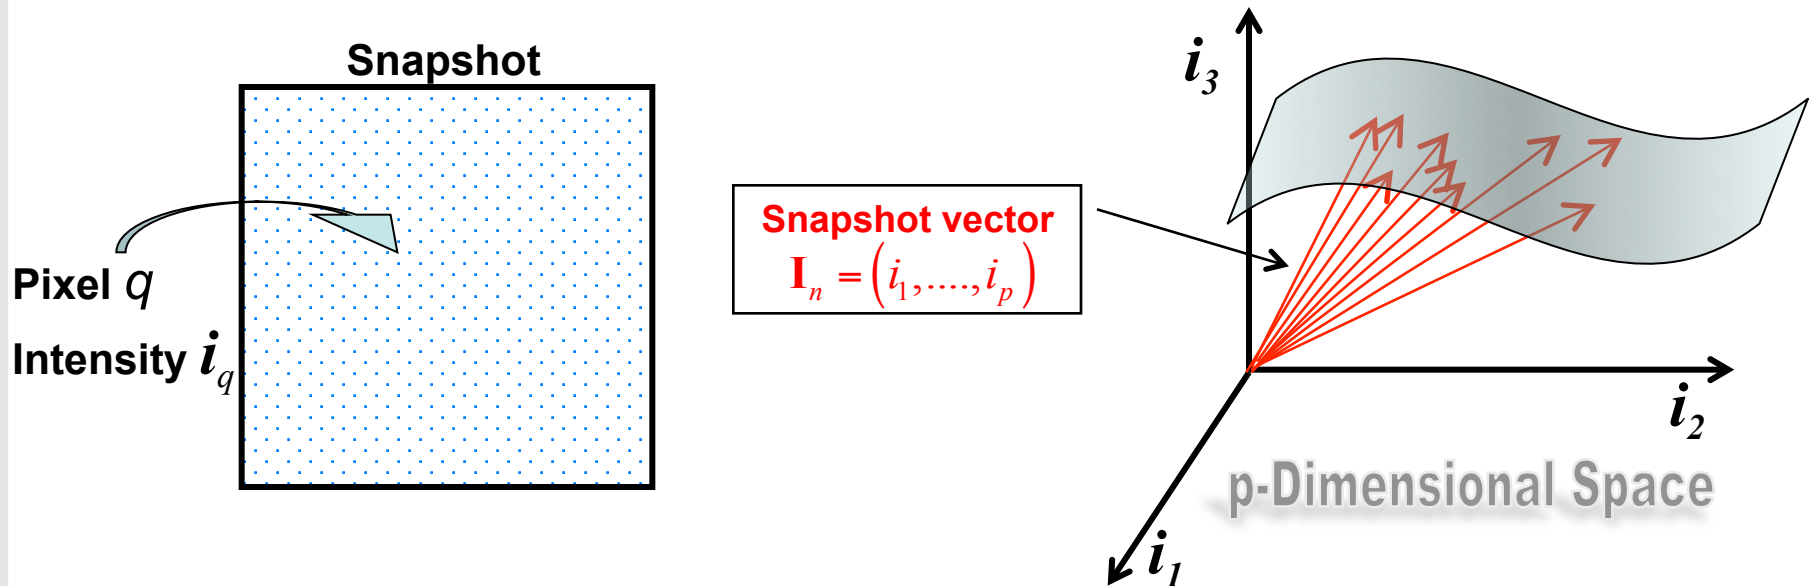 Snapshot
Pixel q
Intensity i_q
Snapshot vector
I_n = (i_1,....,i_p)
i_3
i_2
i_1
p-Dimensional Space